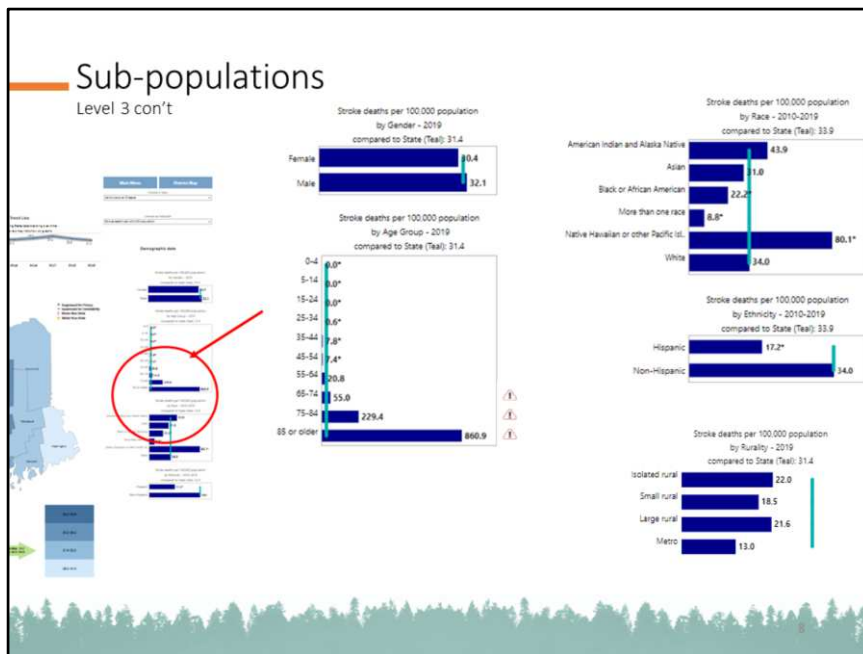 Sub-populations
Level 3 con't
Main Menu
District Map
Demographic data
Stroke deaths per 100,000 population
by Gender - 2019
compared to State (Teal): 31.4
Female
30.4
Male
32.1
Stroke deaths per 100,000 population
by Age Group - 2019
compared to State (Teal): 31.4
0-4
0.0*
5-14
0.0*
15-24
0.0*
25-34
0.6*
35-44
7.8*
45-54
7.4*
55-64
20.8
65-74
55.0
75-84
229.4
85 or older
860.9
Stroke deaths per 100,000 population
by Race - 2010-2019
compared to State (Teal): 33.9
American Indian and Alaska Native
43.9
Asian
31.0
Black or African American
22.2*
More than one race
8.8*
Native Hawaiian or other Pacific Isl..
80.1*
White
34.0
Stroke deaths per 100,000 population
by Ethnicity - 2010-2019
compared to State (Teal): 33.9
Hispanic
17.2*
Non-Hispanic
34.0
Stroke deaths per 100,000 population
by Rurality - 2019
compared to State (Teal): 31.4
Isolated rural
22.0
Small rural
18.5
Large rural
21.6
Metro
13.0
8